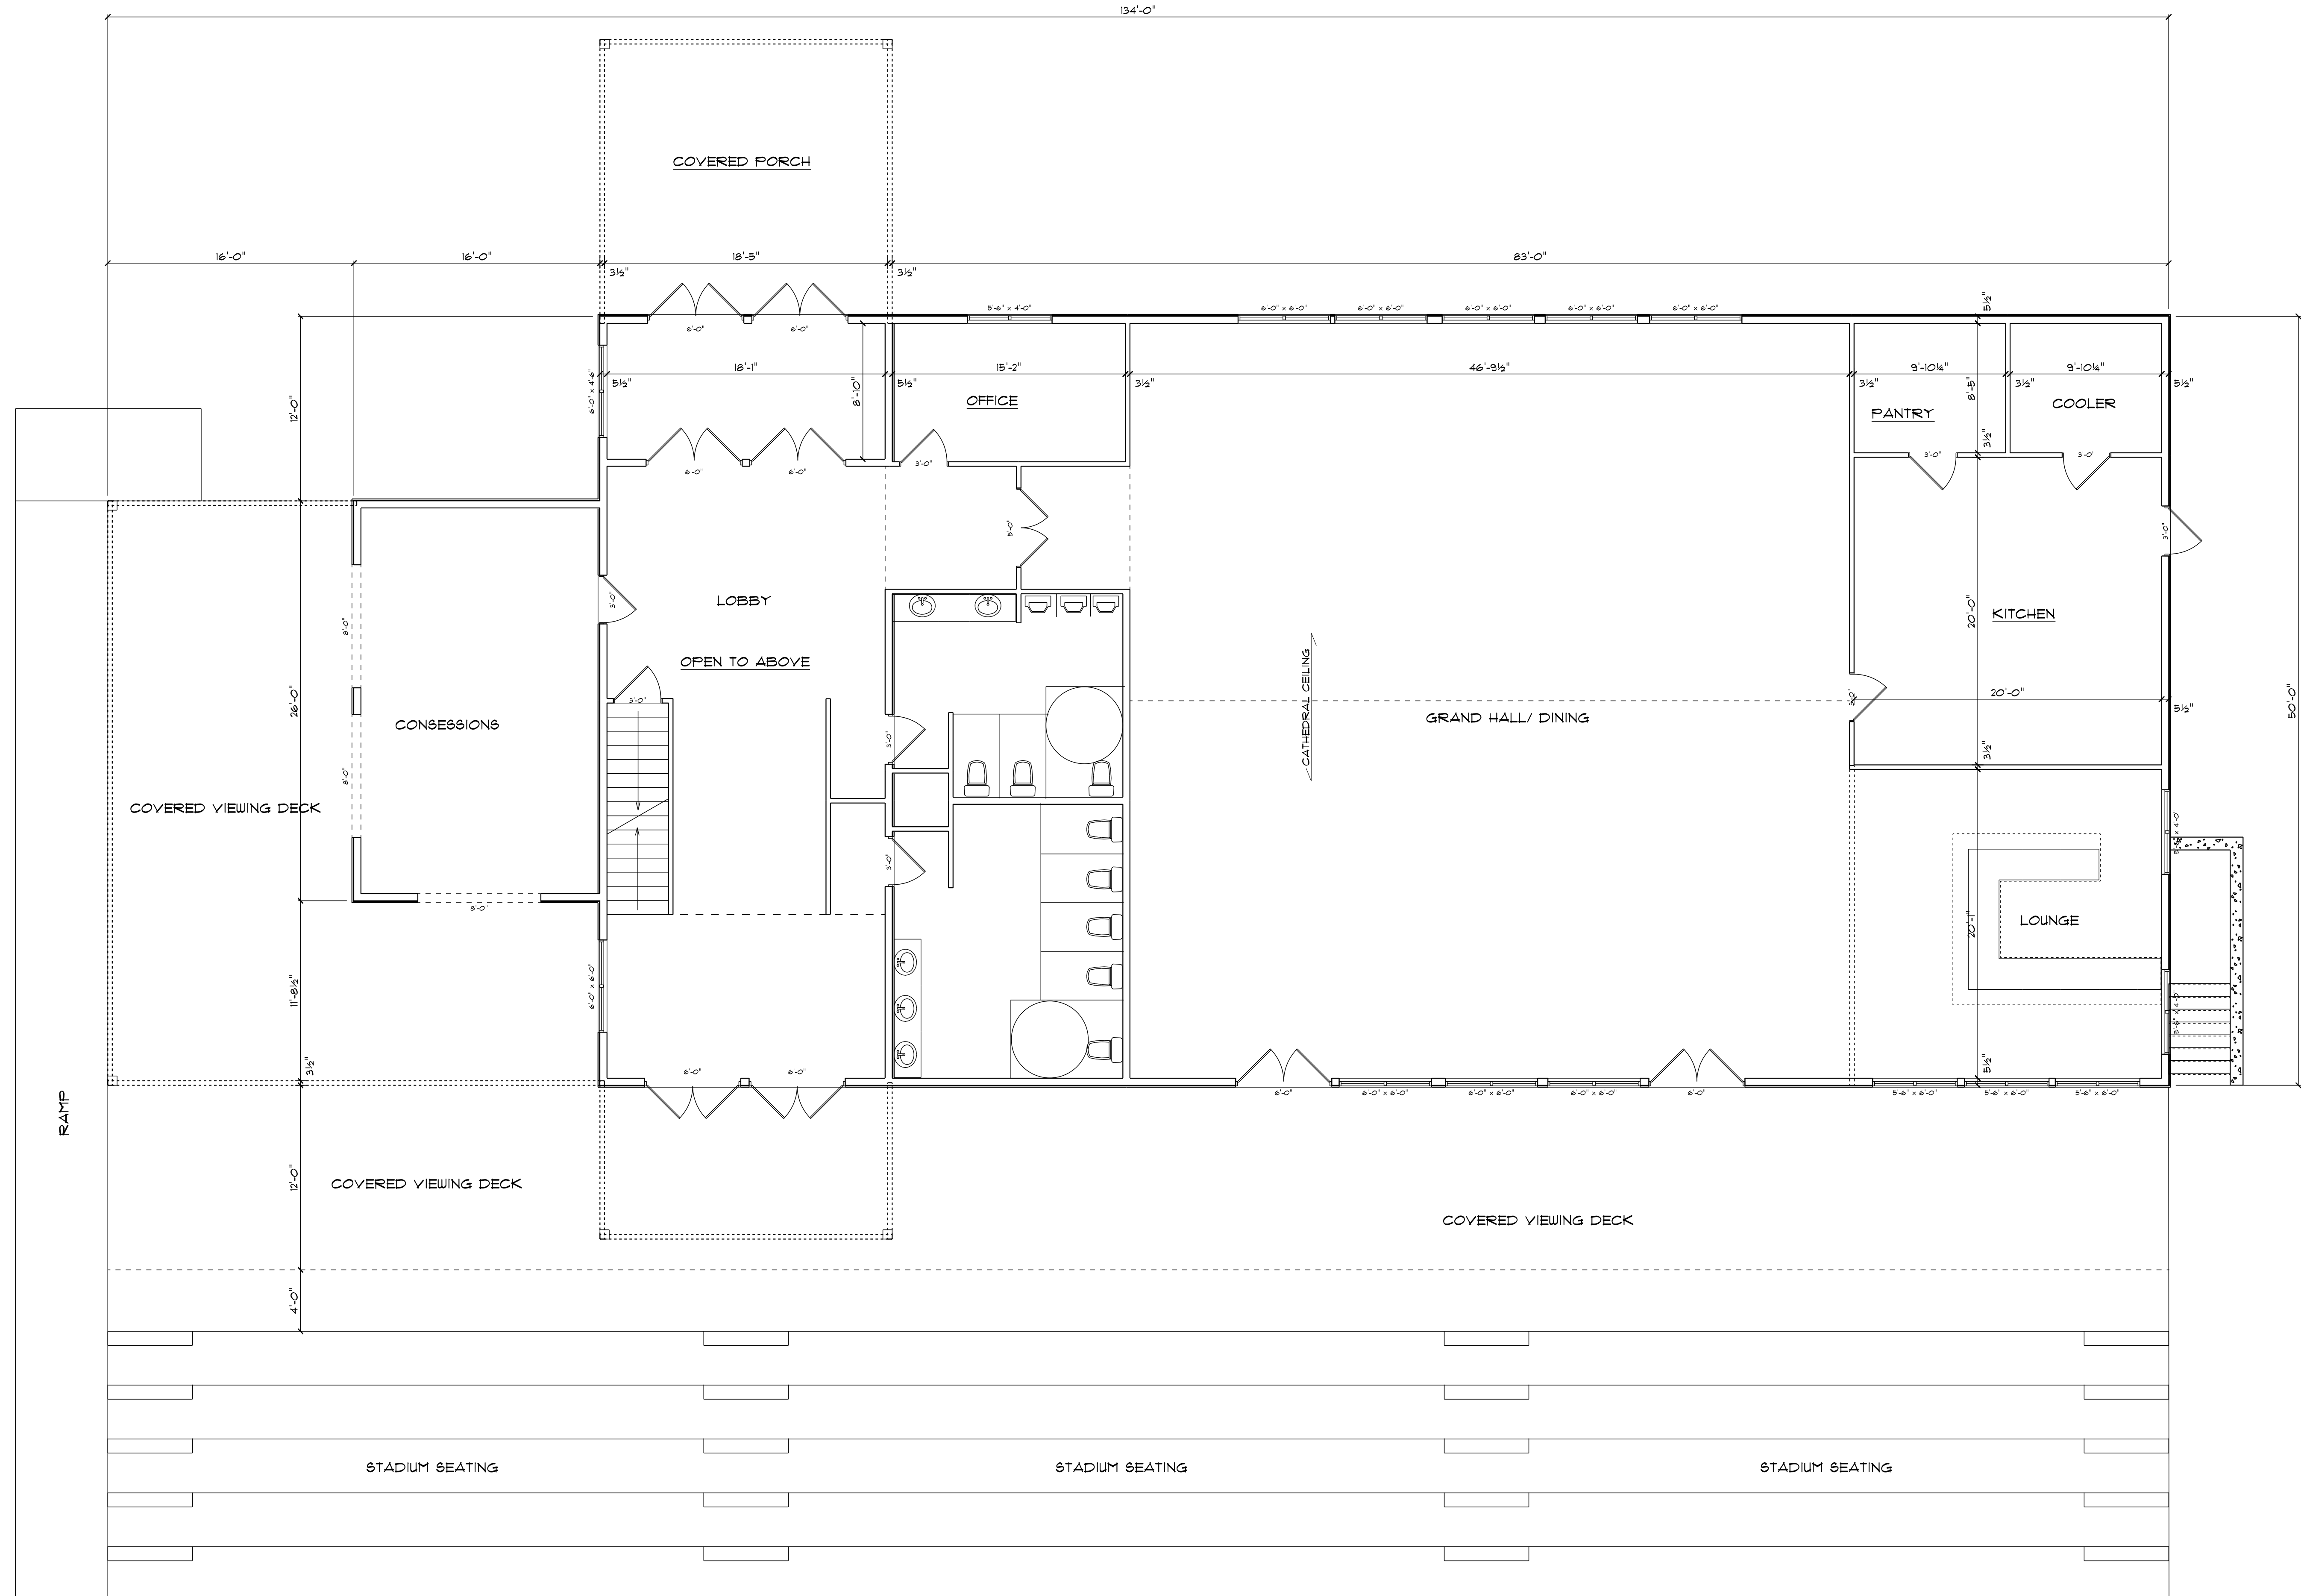 134'-0"
COVERED PORCH
16'-0" 16'-0" 18'-5" 83'-0"
3½" 3½"
5½"
5'-6" x 4'-0" 6'-0" x 6'-0" 6'-0" x 6'-0" 6'-0" x 6'-0" 6'-0" x 6'-0" 6'-0" x 6'-0"
6'-0" 6'-0"
18'-1" 15'-2" 46'-9½" 9'-10¼" 9'-10¼"
5½" 5½" 3½" 3½" 3½" 5½"
6'-0" x 4'-6"
8'-10"
8'-5"
12'-0"
OFFICE
PANTRY
COOLER
3½"
6'-0" 6'-0" 3'-0" 3'-0" 3'-0"
5'-0"
3'-0"
LOBBY
3'-0"
8'-0"
20'-0"
KITCHEN
OPEN TO ABOVE
CATHEDRAL CEILING
26'-0"
3'-0"
20'-0"
5½"
50'-0"
CONSESSIONS
GRAND HALL/ DINING
3'-0"
3½"
8'-0"
COVERED VIEWING DECK
3'-0"
8'-0"
LOUNGE
20'-1"
11'-8½"
6'-0" x 6'-0"
3½"
5½"
6'-0" 6'-0"
6'-0" 6'-0" x 6'-0" 6'-0" x 6'-0" 6'-0" x 6'-0" 6'-0" 5'-6" x 6'-0" 5'-6" x 6'-0" 5'-6" x 6'-0"
RAMP
12'-0"
COVERED VIEWING DECK
COVERED VIEWING DECK
4'-0"
STADIUM SEATING STADIUM SEATING STADIUM SEATING